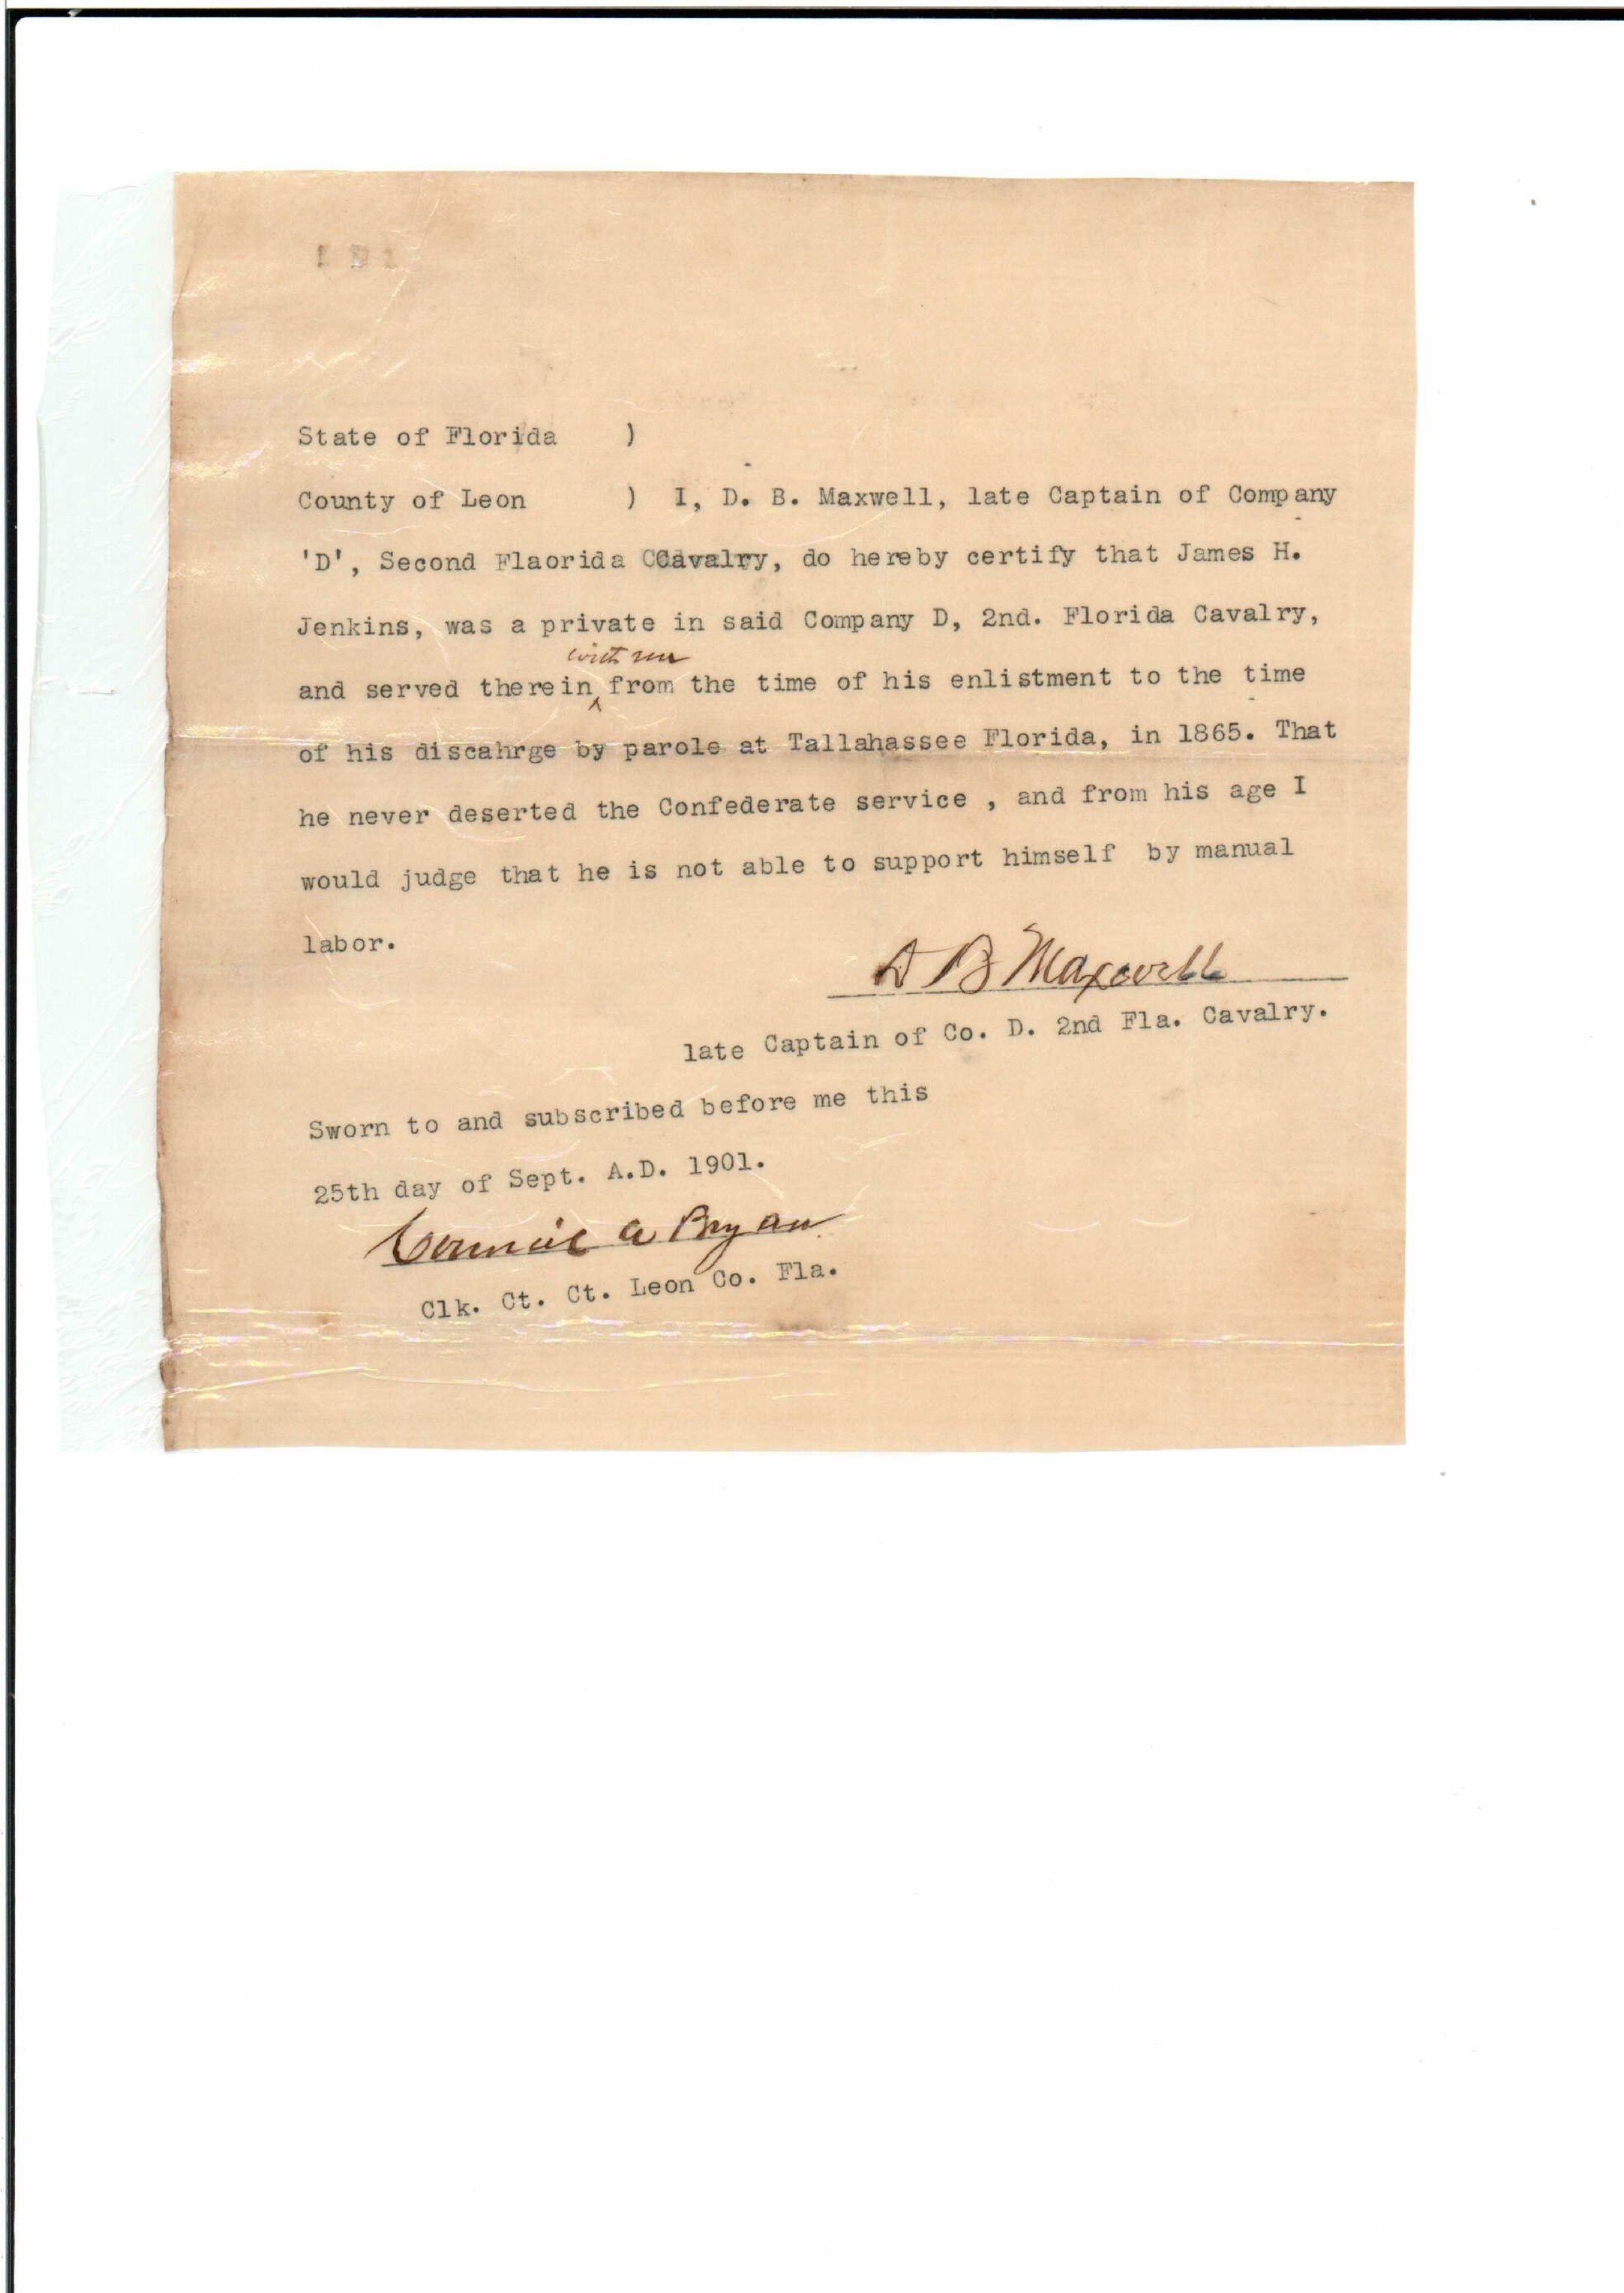 State of Florida )
County of Leon ) I, D. B. Maxwell, late Captain of Company
'D', Second Flaorida CCavalry, do hereby certify that James H.
Jenkins, was a private in said Company D, 2nd. Florida Cavalry,
with me
and served therein ^ from the time of his enlistment to the time
of his discahrge by parole at Tallahassee Florida, in 1865. That
he never deserted the Confederate service , and from his age I
would judge that he is not able to support himself by manual
labor.
D B Maxwell
late Captain of Co. D. 2nd Fla. Cavalry.
Sworn to and subscribed before me this
25th day of Sept. A.D. 1901.
A Bryan
Clk. Ct. Ct. Leon Co. Fla.